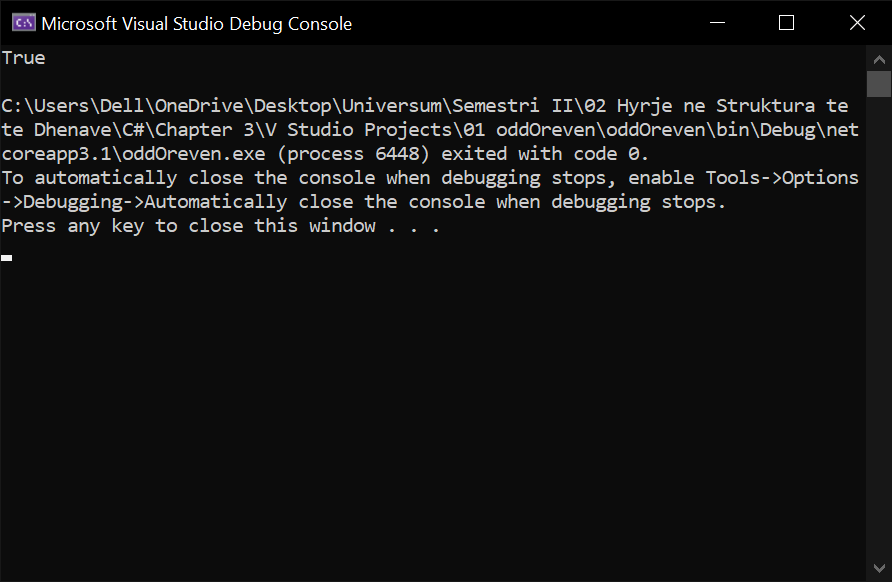 Microsoft Visual Studio Debug Console
True
C:\Users\Dell\OneDrive\Desktop\Universum\Semestri II\02 Hyrje ne Struktura te
te Dhenave\C#\Chapter 3\V Studio Projects\01 oddOreven\oddOreven\bin\Debug\net
coreapp3.1\oddOreven.exe (process 6448) exited with code 0.
To automatically close the console when debugging stops, enable Tools->Options
->Debugging->Automatically close the console when debugging stops.
Press any key to close this window . . .